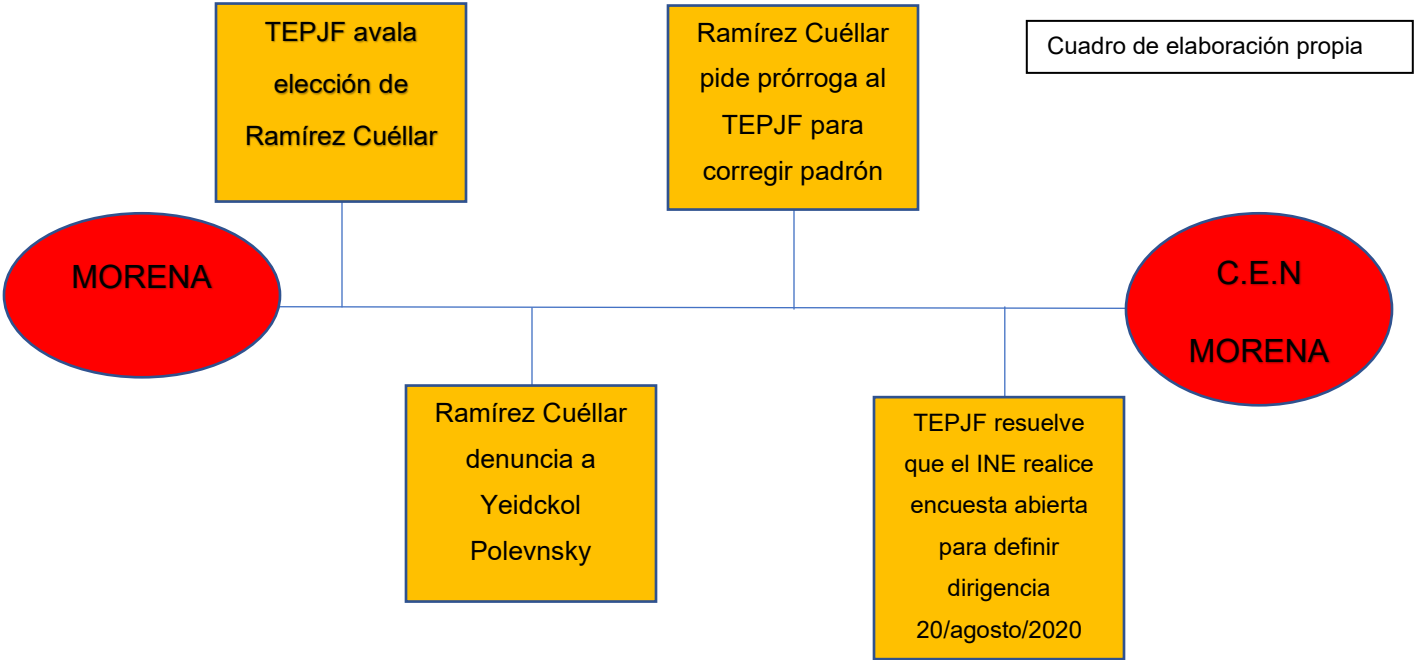 TEPJF avala
elección de
Ramírez Cuéllar
Ramírez Cuéllar
pide prórroga al
TEPJF para
corregir padrón
Cuadro de elaboración propia
MORENA
C.E.N
MORENA
Ramírez Cuéllar
denuncia a
Yeidckol
Polevnsky
TEPJF resuelve
que el INE realice
encuesta abierta
para definir
dirigencia
20/agosto/2020